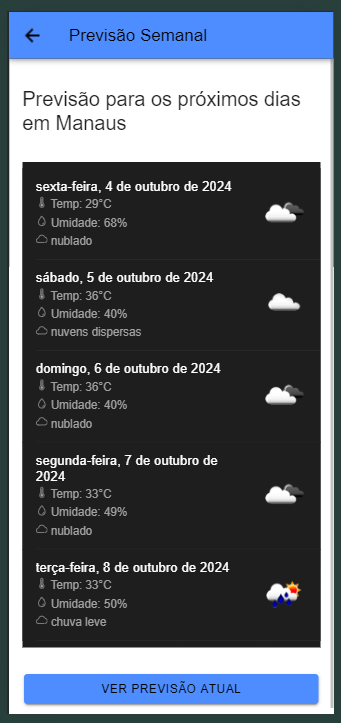 Previsão Semanal
Previsão para os próximos dias
em Manaus
sexta-feira, 4 de outubro de 2024
Temp: 29°C
Umidade: 68%
nublado
sábado, 5 de outubro de 2024
Temp: 36°C
Umidade: 40%
nuvens dispersas
domingo, 6 de outubro de 2024
Temp: 36°C
Umidade: 40%
nublado
segunda-feira, 7 de outubro de
2024
Temp: 33°C
Umidade: 49%
nublado
terça-feira, 8 de outubro de 2024
Temp: 33°C
Umidade: 50%
chuva leve
VER PREVISÃO ATUAL